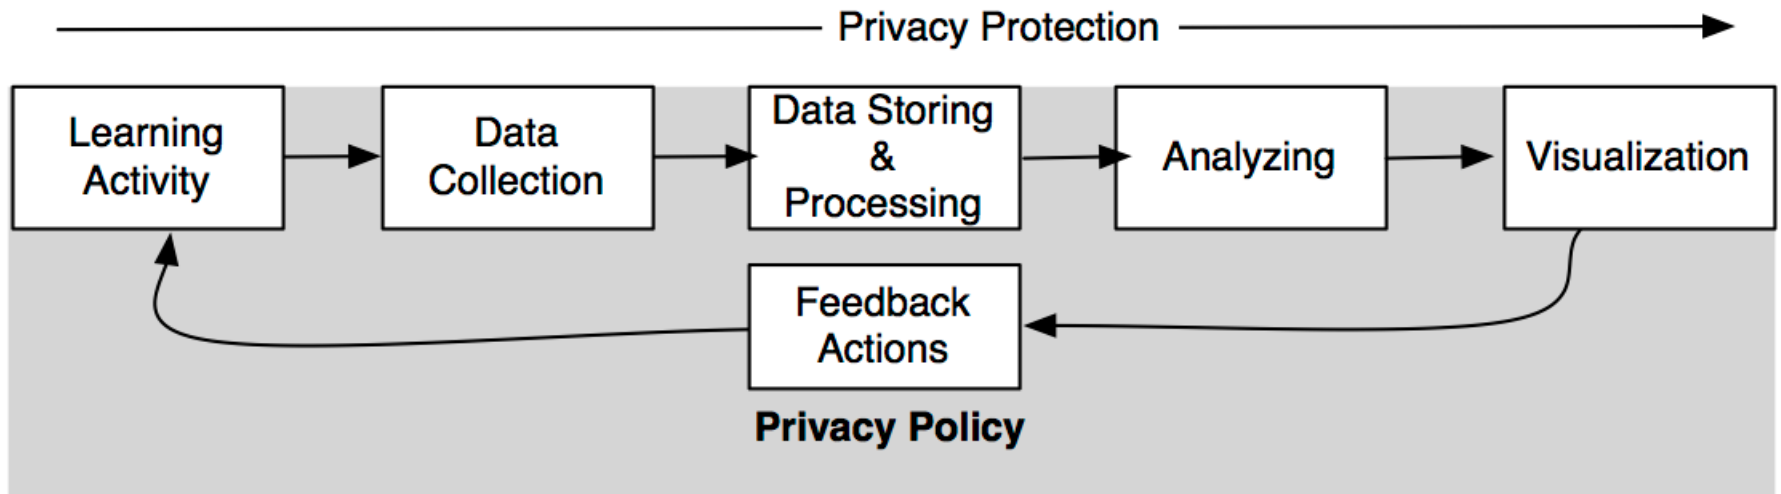 Privacy Protection
Learning
Activity
Data
Collection
Data Storing
&
Processing
Analyzing
Visualization
Feedback
Actions
Privacy Policy